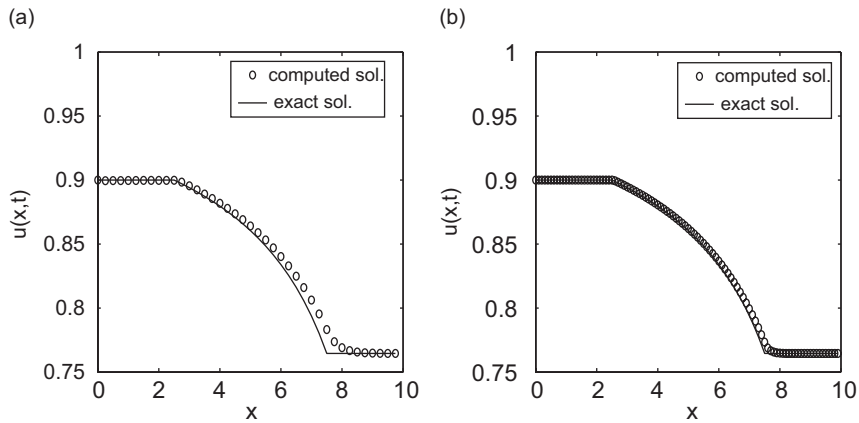 (a)
1
0.95
0.9
0.85
0.8
0.75
u(x,t)
0 2 4 6 8 10
x
computed sol.
exact sol.
(b)
1
0.95
0.9
0.85
0.8
0.75
u(x,t)
0 2 4 6 8 10
x
computed sol.
exact sol.